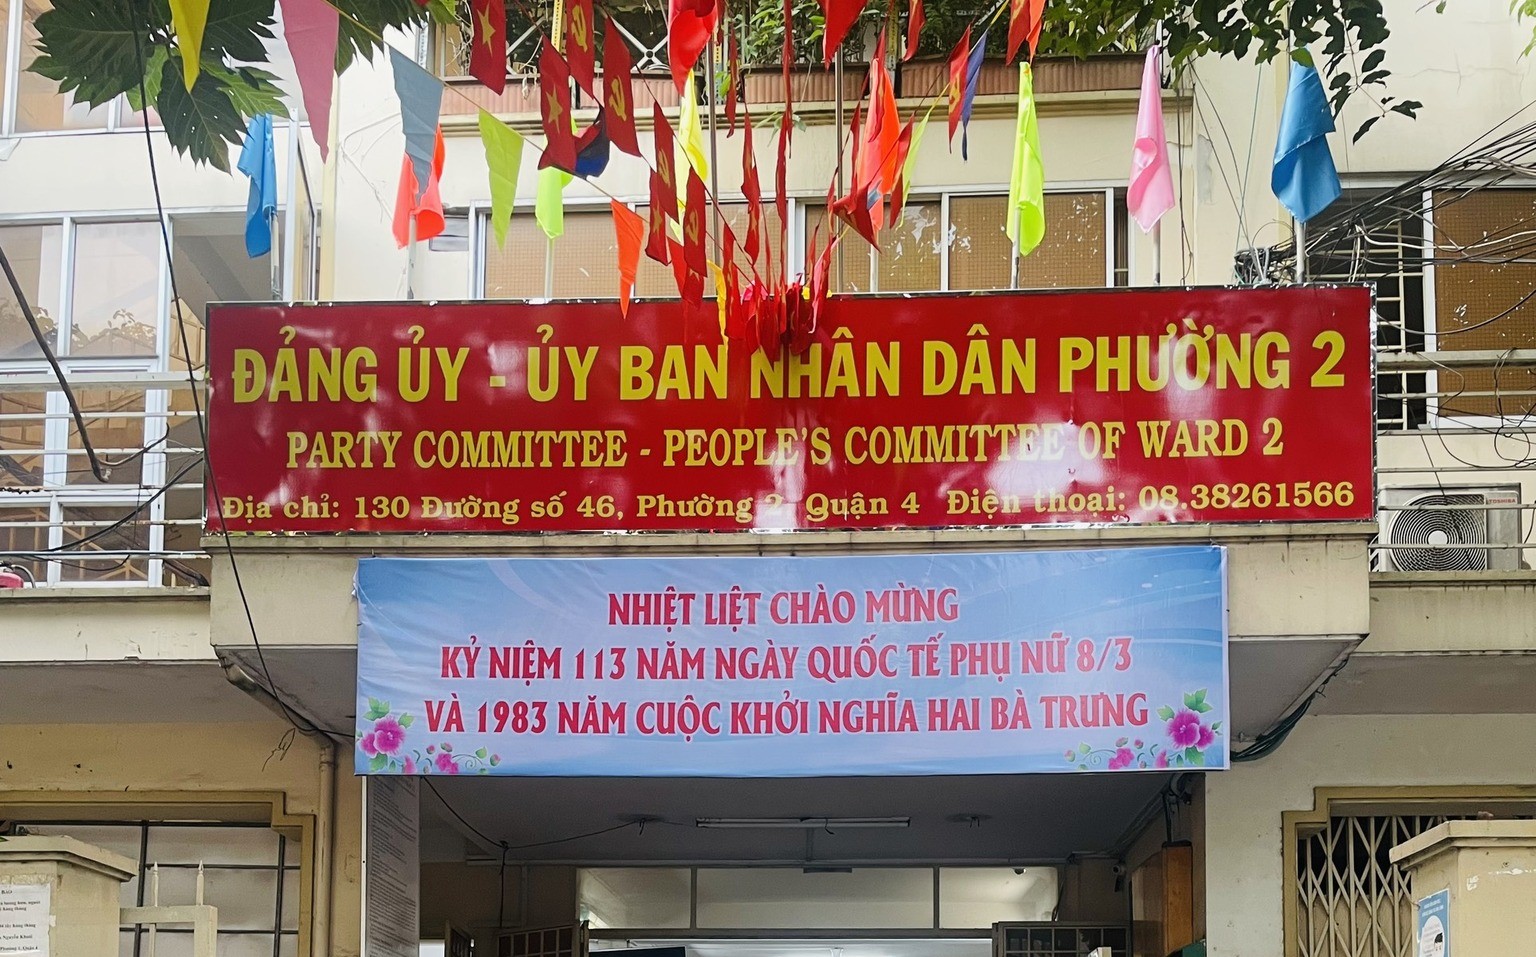 ĐẢNG ỦY - ỦY BAN NHÂN DÂN PHƯỜNG 2
PARTY COMMITTEE - PEOPLE'S COMMITTEE OF WARD 2
Địa chỉ: 130 Đường số 46, Phường 2 Quận 4 Điện thoại: 08.38261566
TOSHIBA
NHIỆT LIỆT CHÀO MỪNG
KỶ NIỆM 113 NĂM NGÀY QUỐC TẾ PHỤ NỮ 8/3
VÀ 1983 NĂM CUỘC KHỞI NGHĨA HAI BÀ TRƯNG